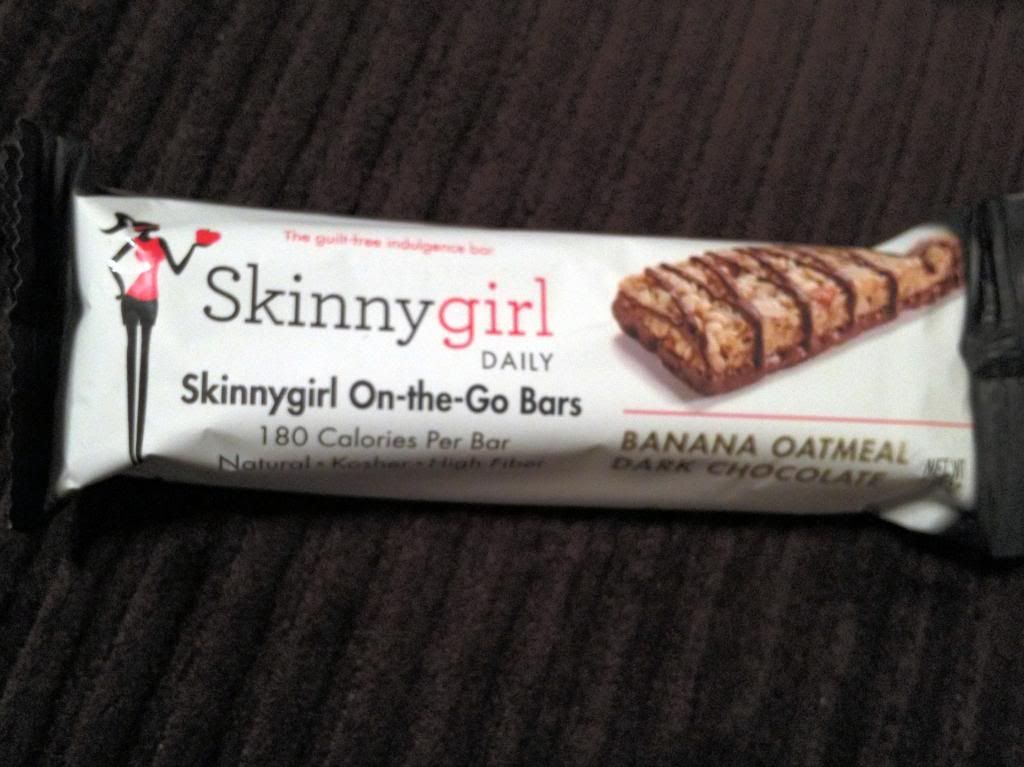 The guilt-free indulgence bar
Skinnygirl
DAILY
Skinnygirl On-the-Go Bars
180 Calories Per Bar
Natural • Kosher • High Fiber
BANANA OATMEAL
DARK CHOCOLATE
NET WT